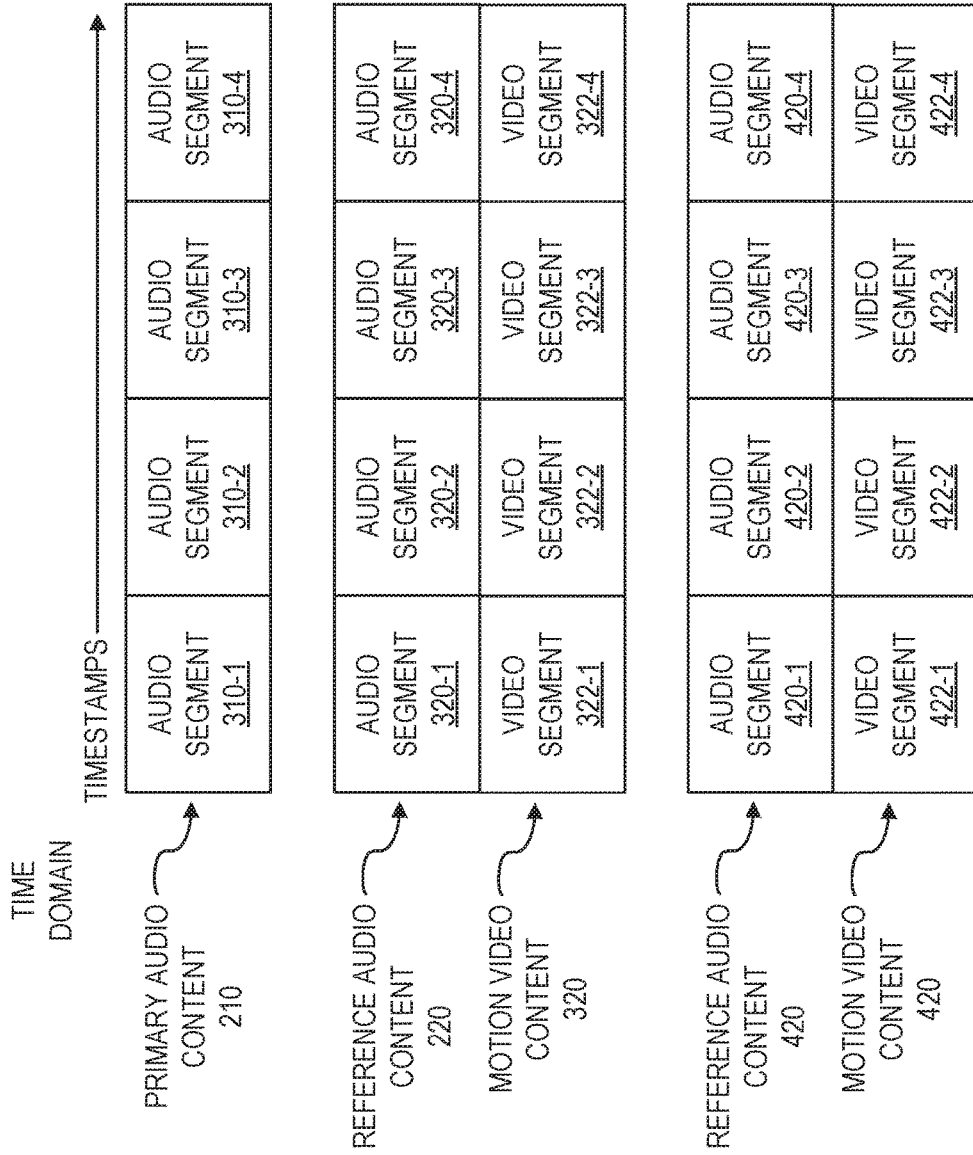 TIME
DOMAIN
TIMESTAMPS
PRIMARY AUDIO
CONTENT
210
AUDIO
SEGMENT
310-1
AUDIO
SEGMENT
310-2
AUDIO
SEGMENT
310-3
AUDIO
SEGMENT
310-4
REFERENCE AUDIO
CONTENT
220
AUDIO
SEGMENT
320-1
AUDIO
SEGMENT
320-2
AUDIO
SEGMENT
320-3
AUDIO
SEGMENT
320-4
MOTION VIDEO
CONTENT
320
VIDEO
SEGMENT
322-1
VIDEO
SEGMENT
322-2
VIDEO
SEGMENT
322-3
VIDEO
SEGMENT
322-4
REFERENCE AUDIO
CONTENT
420
AUDIO
SEGMENT
420-1
AUDIO
SEGMENT
420-2
AUDIO
SEGMENT
420-3
AUDIO
SEGMENT
420-4
MOTION VIDEO
CONTENT
420
VIDEO
SEGMENT
422-1
VIDEO
SEGMENT
422-2
VIDEO
SEGMENT
422-3
VIDEO
SEGMENT
422-4